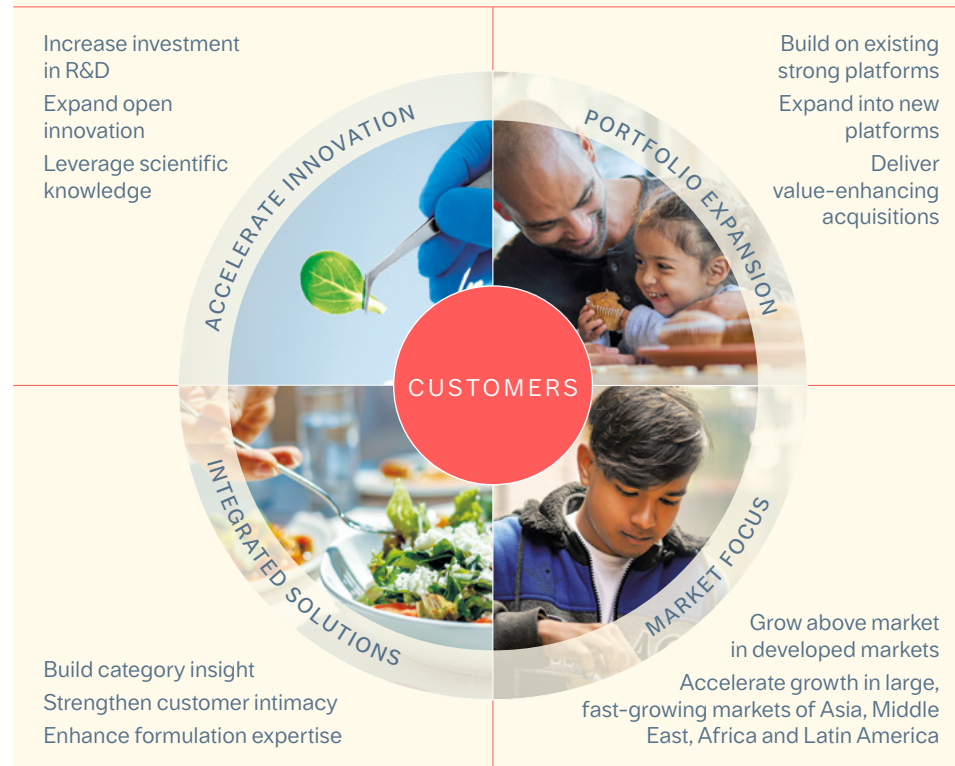 Increase investment
in R&D
Expand open
innovation
Leverage scientific
knowledge
ACCELERATE INNOVATION
Build on existing
strong platforms
Expand into new
platforms
Deliver
value-enhancing
acquisitions
PORTFOLIO EXPANSION
CUSTOMERS
INTEGRATED SOLUTIONS
Build category insight
Strengthen customer intimacy
Enhance formulation expertise
MARKET FOCUS
Grow above market
in developed markets
Accelerate growth in large,
fast-growing markets of Asia, Middle
East, Africa and Latin America